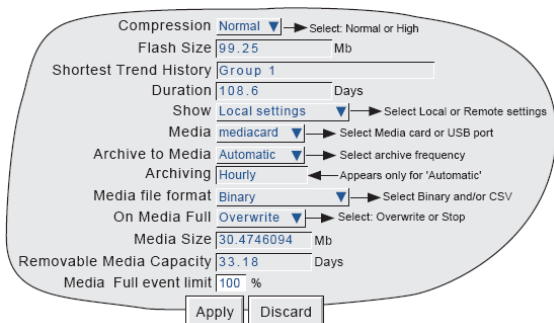 Compression Normal Select: Normal or High
Flash Size 99.25 Mb
Shortest Trend History Group 1
Duration 108.6 Days
Show Local settings Select Local or Remote settings
Media mediacard Select Media card or USB port
Archive to Media Automatic Select archive frequency
Archiving Hourly Appears only for 'Automatic'
Media file format Binary Select Binary and/or CSV
On Media Full Overwrite Select: Overwrite or Stop
Media Size 30.4746094 Mb
Removable Media Capacity 33.18 Days
Media Full event limit 100 %
Apply Discard